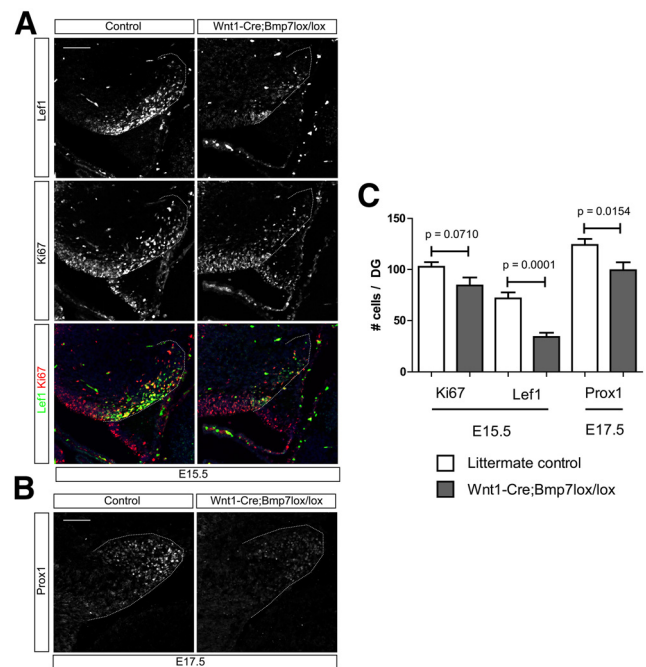 A
Control
Wnt1-Cre;Bmp7lox/lox
Lef1
Ki67
Lef1 Ki67
E15.5
B
Control
Wnt1-Cre;Bmp7lox/lox
Prox1
E17.5
C
# cells / DG
150
100
50
0
p = 0.0710
p = 0.0001
p = 0.0154
Ki67
Lef1
Prox1
E15.5
E17.5
Littermate control
Wnt1-Cre;Bmp7lox/lox